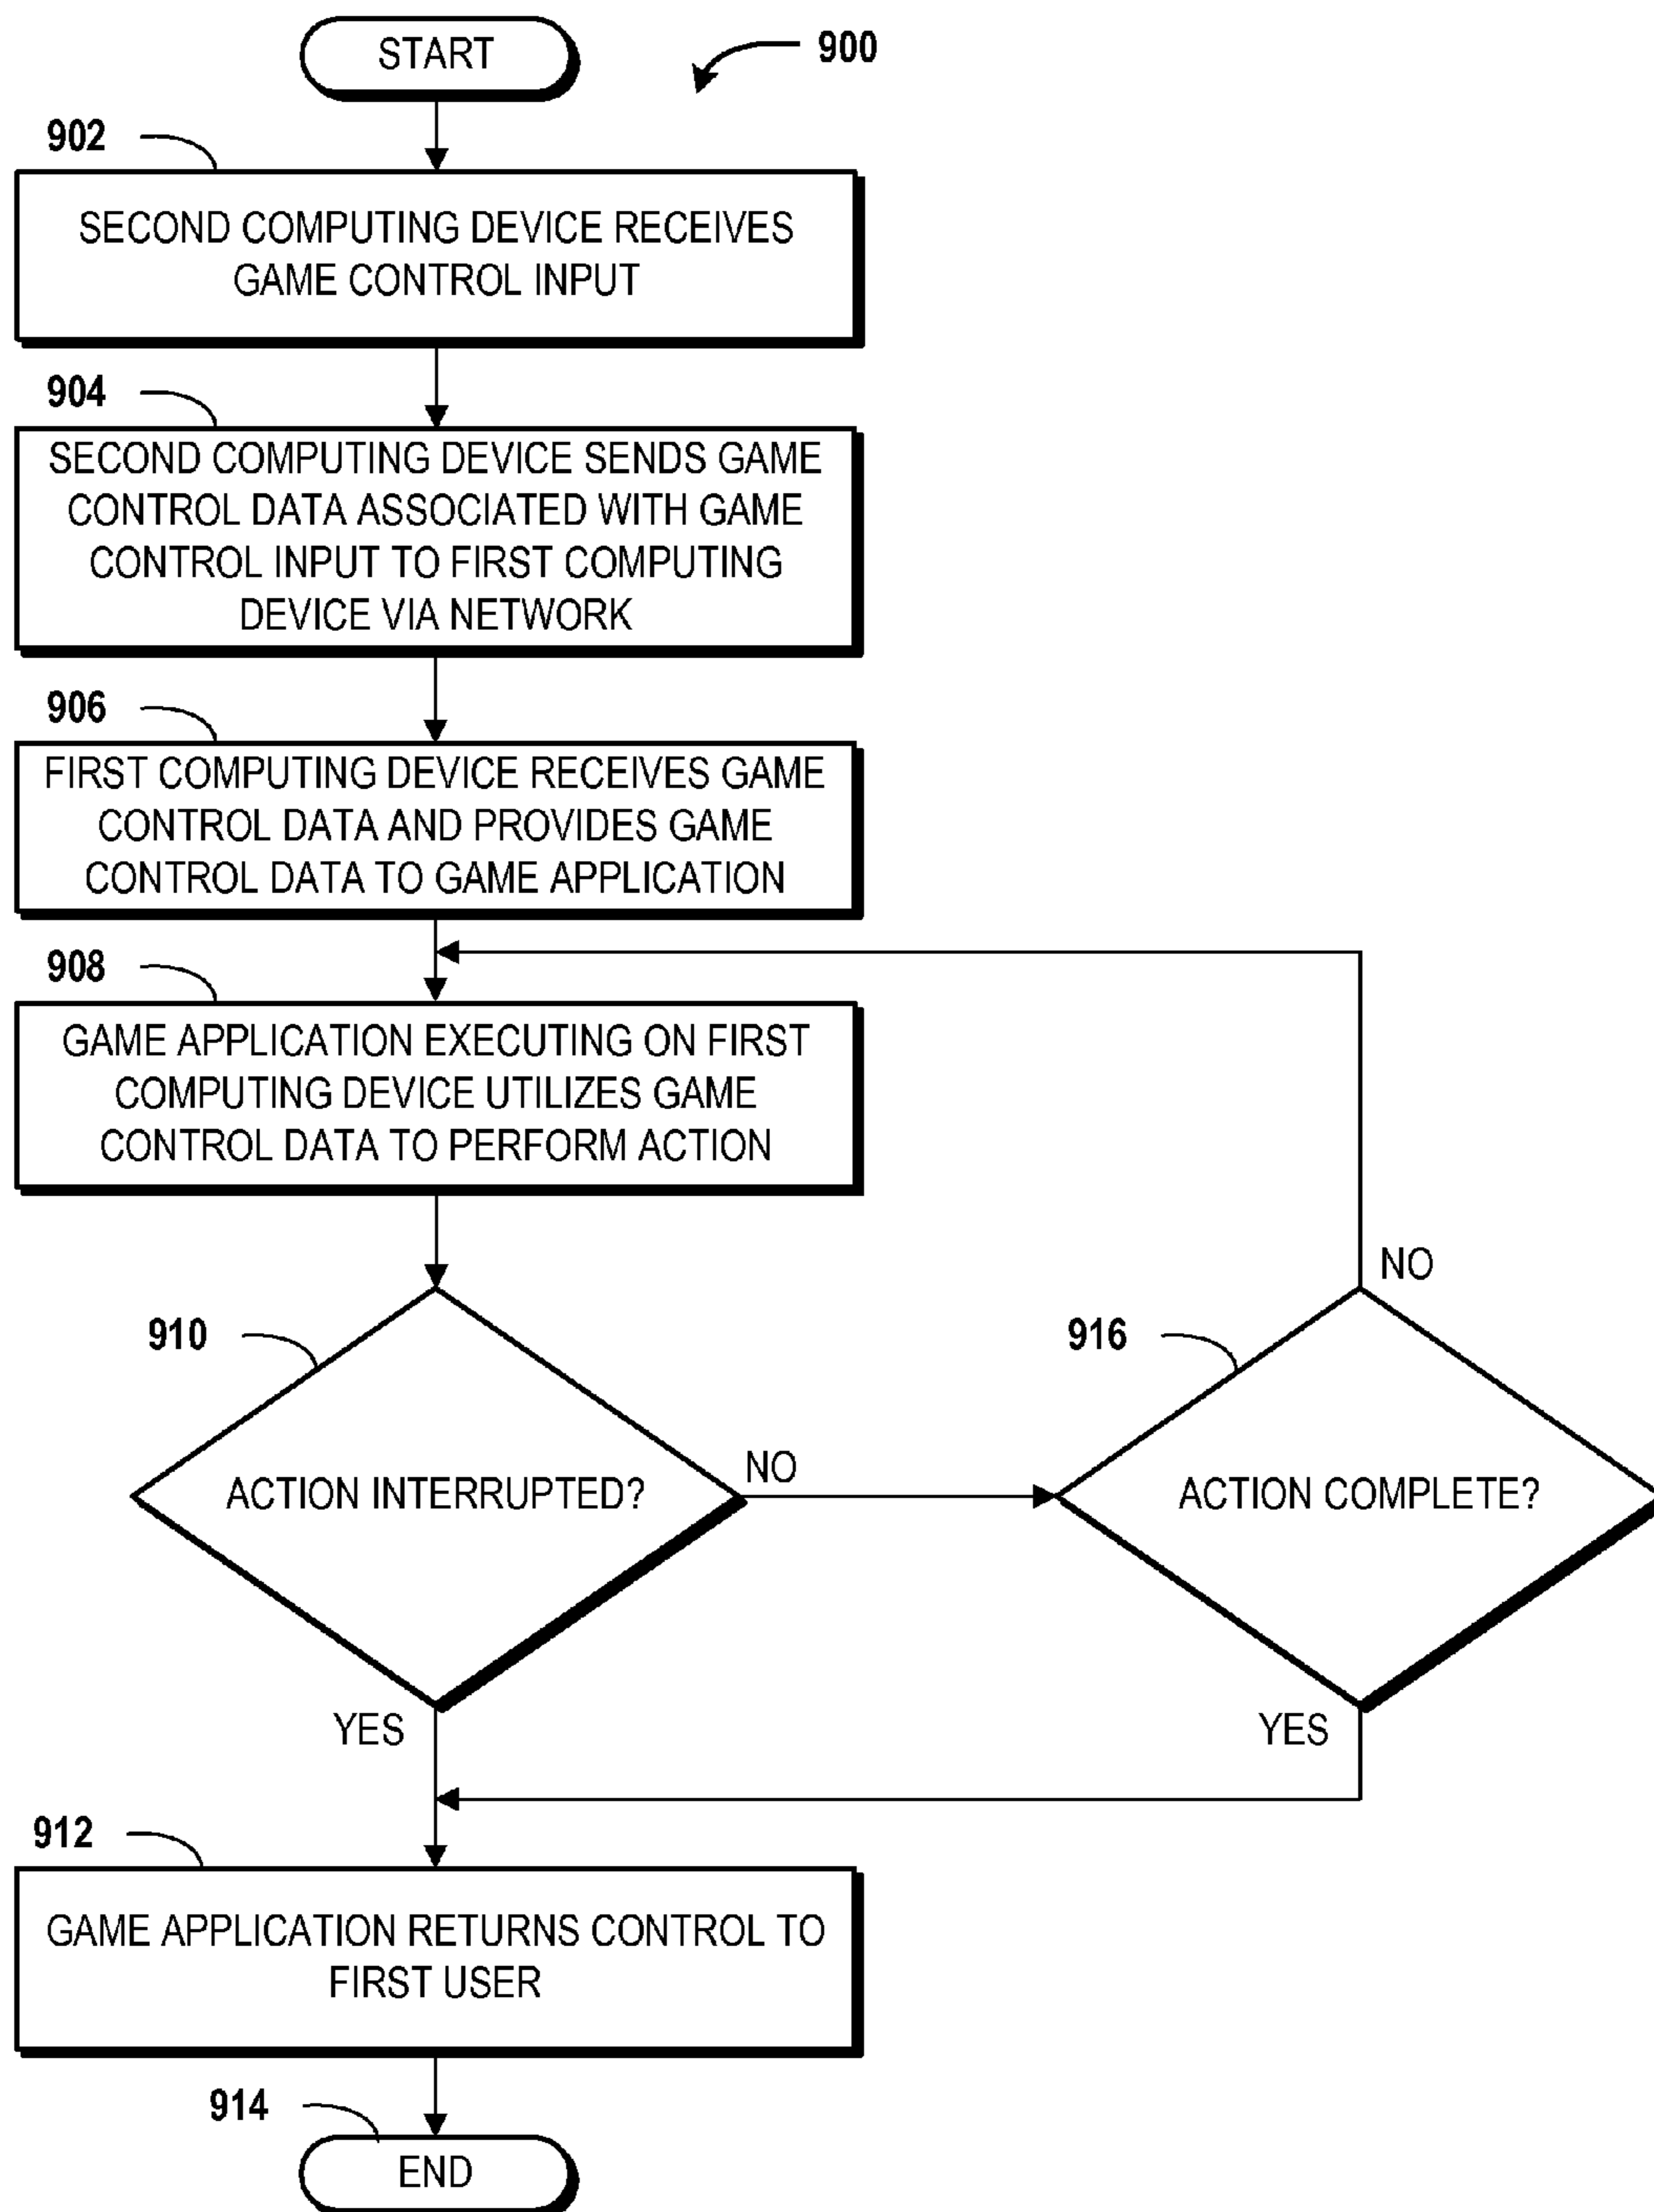 START
900
902
SECOND COMPUTING DEVICE RECEIVES
GAME CONTROL INPUT
904
SECOND COMPUTING DEVICE SENDS GAME
CONTROL DATA ASSOCIATED WITH GAME
CONTROL INPUT TO FIRST COMPUTING
DEVICE VIA NETWORK
906
FIRST COMPUTING DEVICE RECEIVES GAME
CONTROL DATA AND PROVIDES GAME
CONTROL DATA TO GAME APPLICATION
908
GAME APPLICATION EXECUTING ON FIRST
COMPUTING DEVICE UTILIZES GAME
CONTROL DATA TO PERFORM ACTION
910
ACTION INTERRUPTED?
NO
YES
916
ACTION COMPLETE?
NO
YES
912
GAME APPLICATION RETURNS CONTROL TO
FIRST USER
914
END